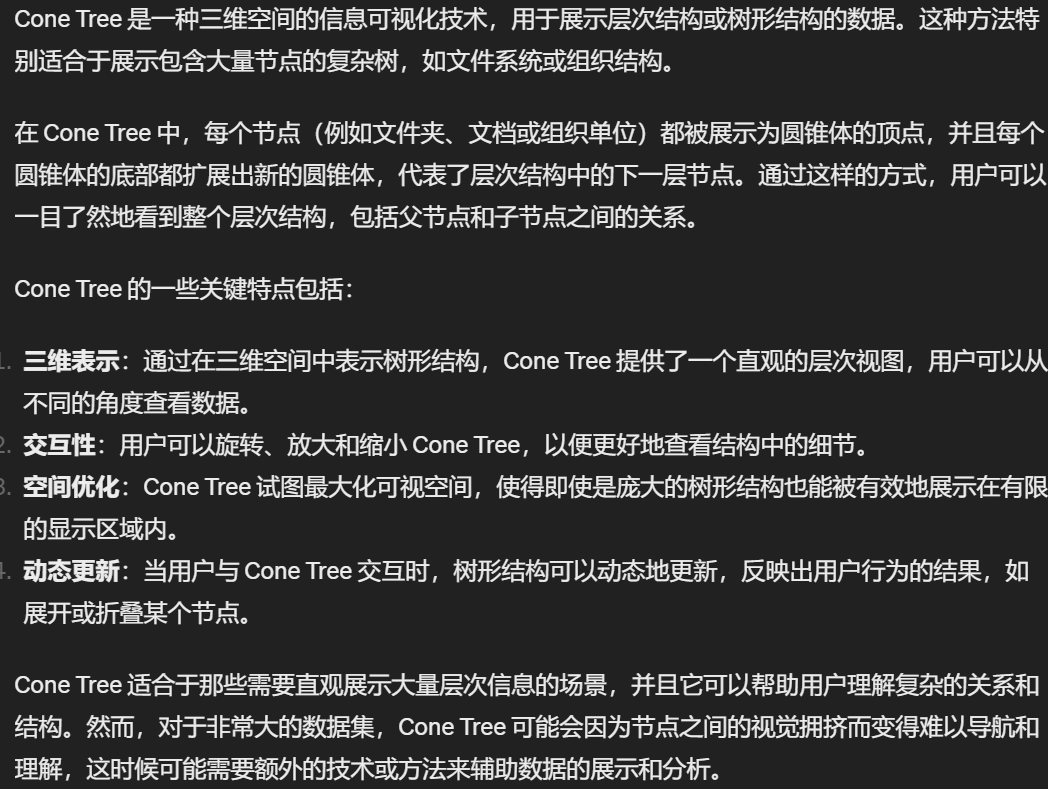 Cone Tree 是一种三维空间的信息可视化技术，用于展示层次结构或树形结构的数据。这种方法特
别适合于展示包含大量节点的复杂树，如文件系统或组织结构。
在 Cone Tree 中，每个节点（例如文件夹、文档或组织单位）都被展示为圆锥体的顶点，并且每个
圆锥体的底部都扩展出新的圆锥体，代表了层次结构中的下一层节点。通过这样的方式，用户可以
一目了然地看到整个层次结构，包括父节点和子节点之间的关系。
Cone Tree 的一些关键特点包括：
1. 三维表示：通过在三维空间中表示树形结构，Cone Tree 提供了一个直观的层次视图，用户可以从
不同的角度查看数据。
2. 交互性：用户可以旋转、放大和缩小 Cone Tree，以便更好地查看结构中的细节。
3. 空间优化：Cone Tree 试图最大化可视空间，使得即使是庞大的树形结构也能被有效地展示在有限
的显示区域内。
4. 动态更新：当用户与 Cone Tree 交互时，树形结构可以动态地更新，反映出用户行为的结果，如
展开或折叠某个节点。
Cone Tree 适合于那些需要直观展示大量层次信息的场景，并且它可以帮助用户理解复杂的关系和
结构。然而，对于非常大的数据集，Cone Tree 可能会因为节点之间的视觉拥挤而变得难以导航和
理解，这时候可能需要额外的技术或方法来辅助数据的展示和分析。